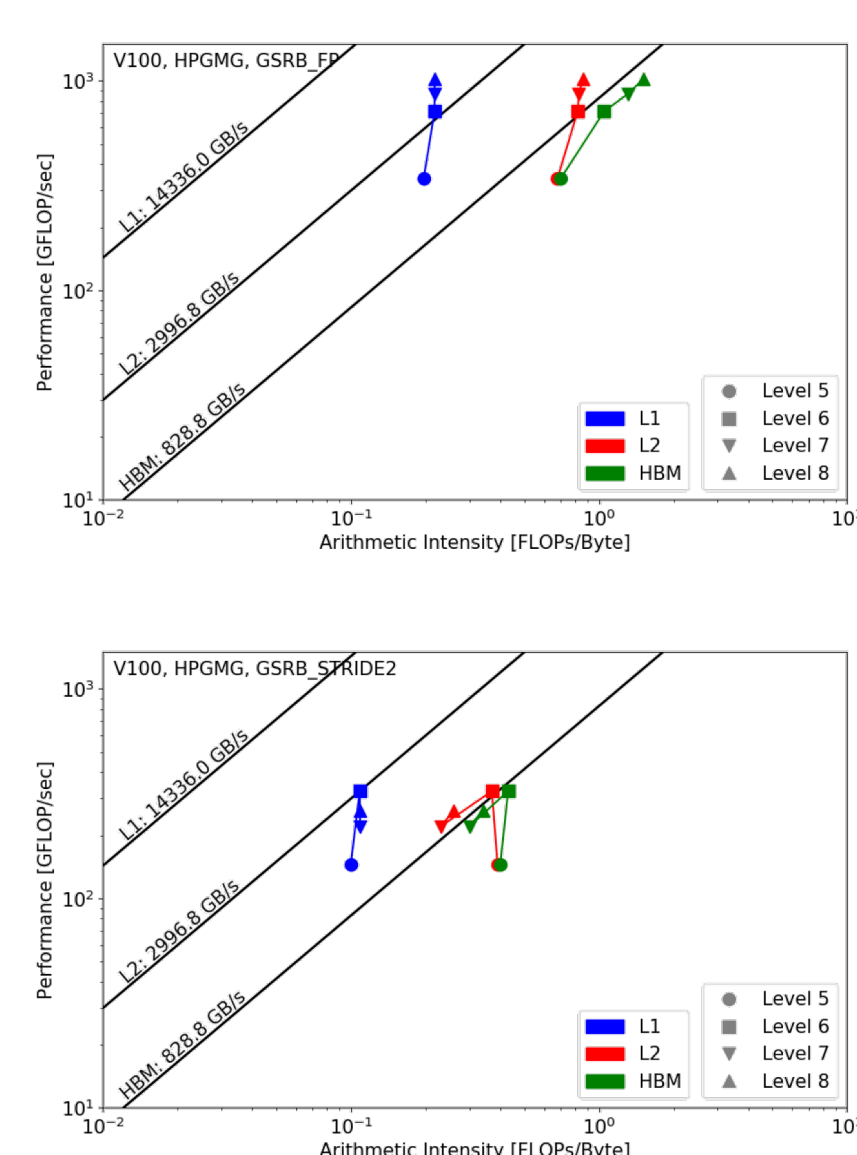 V100, HPGMG, GSRB_FP
10³
10²
10¹
Performance [GFLOP/sec]
L1: 14336.0 GB/s
L2: 2996.8 GB/s
HBM: 828.8 GB/s
L1
L2
HBM
Level 5
Level 6
Level 7
Level 8
10⁻²
10⁻¹
10⁰
Arithmetic Intensity [FLOPs/Byte]
V100, HPGMG, GSRB_STRIDE2
10³
10²
10¹
Performance [GFLOP/sec]
L1: 14336.0 GB/s
L2: 2996.8 GB/s
HBM: 828.8 GB/s
L1
L2
HBM
Level 5
Level 6
Level 7
Level 8
10⁻²
10⁻¹
10⁰
Arithmetic Intensity [FLOPs/Byte]